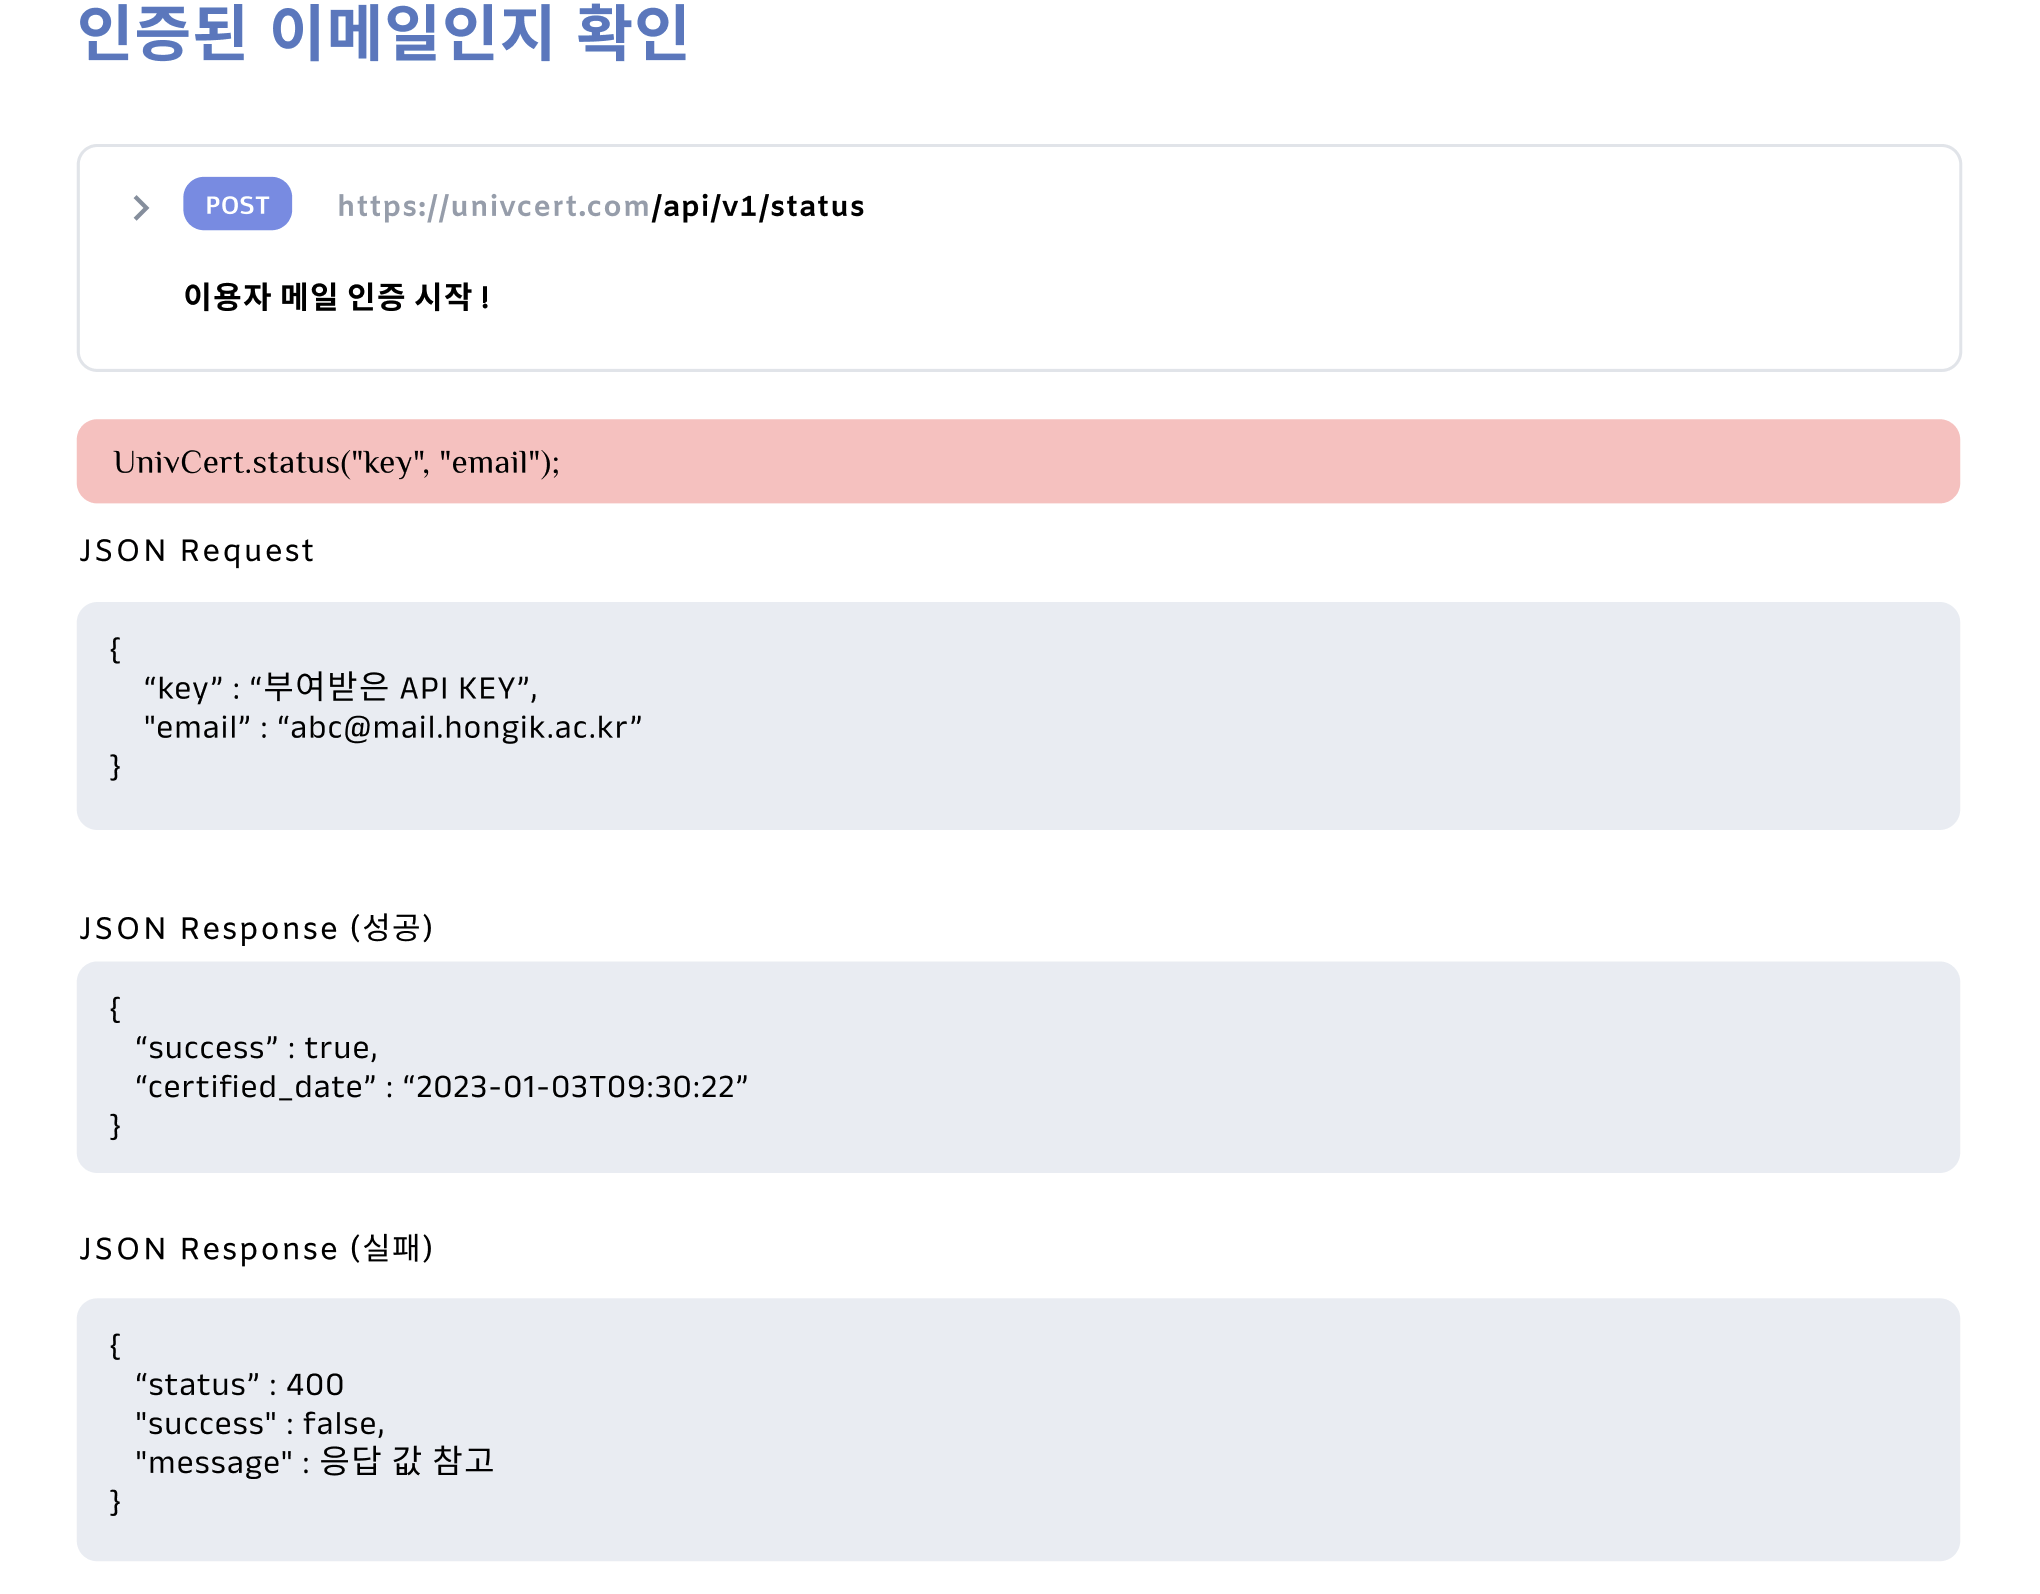 인증된 이메일인지 확인
POST https://univcert.com/api/v1/status
이용자 메일 인증 시작 !
UnivCert.status("key", "email");
JSON Request
{
“key” : “부여받은 API KEY”,
"email” : “abc@mail.hongik.ac.kr”
}
JSON Response (성공)
{
“success” : true,
“certified_date” : “2023-01-03T09:30:22”
}
JSON Response (실패)
{
“status” : 400
"success" : false,
"message" : 응답 값 참고
}